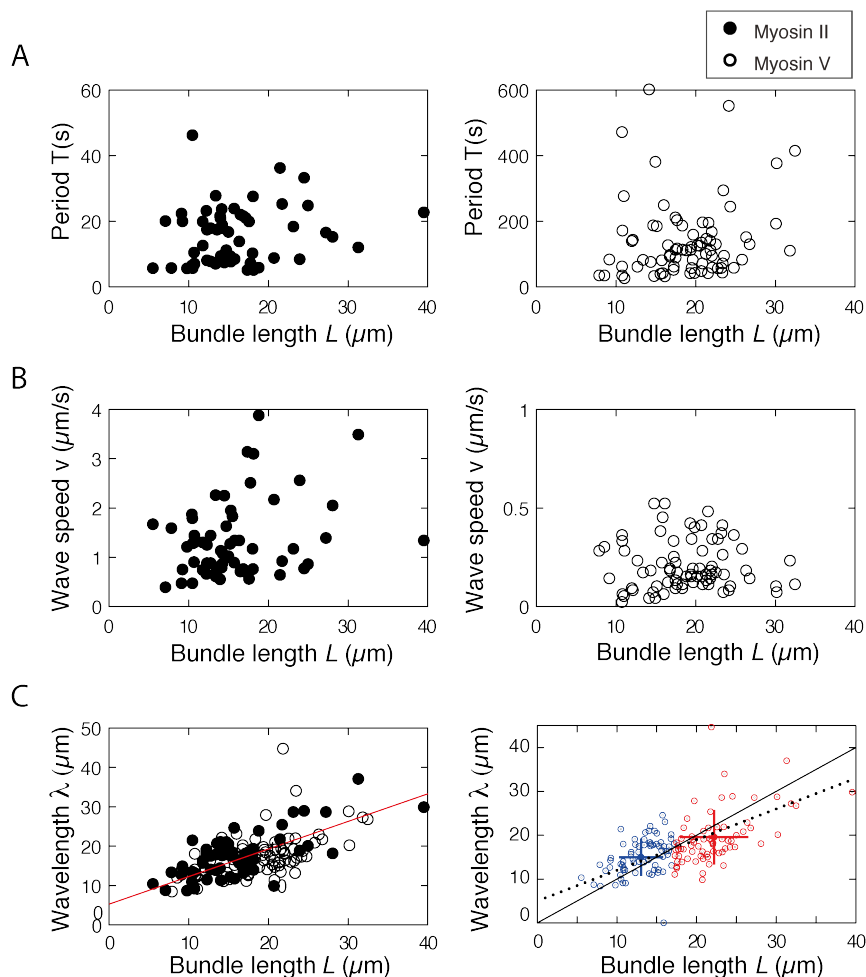 Myosin II
Myosin V
A
60
40
20
0
Period T(s)
0 10 20 30 40
Bundle length L (µm)
600
400
200
0
Period T(s)
0 10 20 30 40
Bundle length L (µm)
B
4
3
2
1
0
Wave speed v (µm/s)
0 10 20 30 40
Bundle length L (µm)
1
0.5
0
Wave speed v (µm/s)
0 10 20 30 40
Bundle length L (µm)
C
50
40
30
20
10
0
Wavelength λ (µm)
0 10 20 30 40
Bundle length L (µm)
40
30
20
10
0
Wavelength λ (µm)
0 10 20 30 40
Bundle length L (µm)